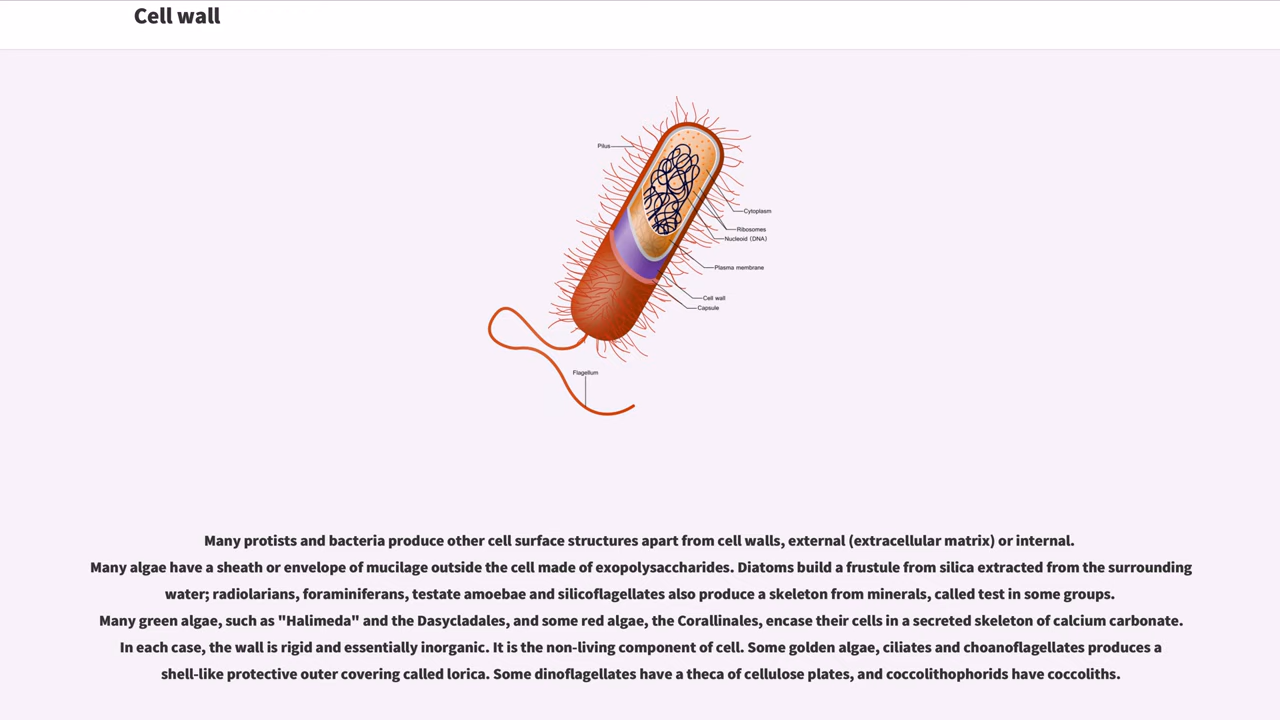 Cell wall
Pilus
Cytoplasm
Ribosomes
Nucleoid (DNA)
Plasma membrane
Cell wall
Capsule
Flagellum
Many protists and bacteria produce other cell surface structures apart from cell walls, external (extracellular matrix) or internal.
Many algae have a sheath or envelope of mucilage outside the cell made of exopolysaccharides. Diatoms build a frustule from silica extracted from the surrounding
water; radiolarians, foraminiferans, testate amoebae and silicoflagellates also produce a skeleton from minerals, called test in some groups.
Many green algae, such as "Halimeda" and the Dasycladales, and some red algae, the Corallinales, encase their cells in a secreted skeleton of calcium carbonate.
In each case, the wall is rigid and essentially inorganic. It is the non-living component of cell. Some golden algae, ciliates and choanoflagellates produces a
shell-like protective outer covering called lorica. Some dinoflagellates have a theca of cellulose plates, and coccolithophorids have coccoliths.